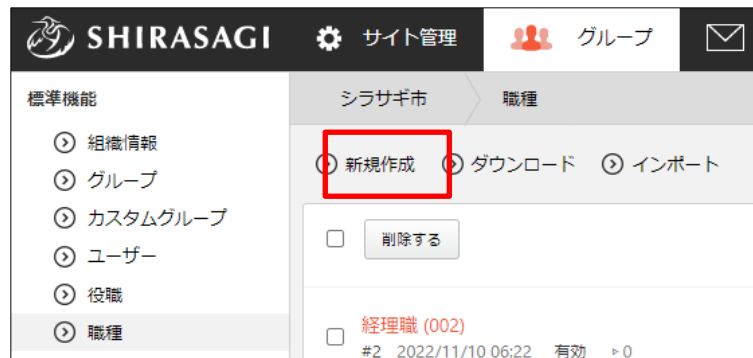 SHIRASAGI サイト管理 グループ
標準機能
組織情報
グループ
カスタムグループ
ユーザー
役職
職種
シラサギ市 職種
新規作成 ダウンロード インポート
削除する
経理職 (002)
#2 2022/11/10 06:22 有効 ▹0